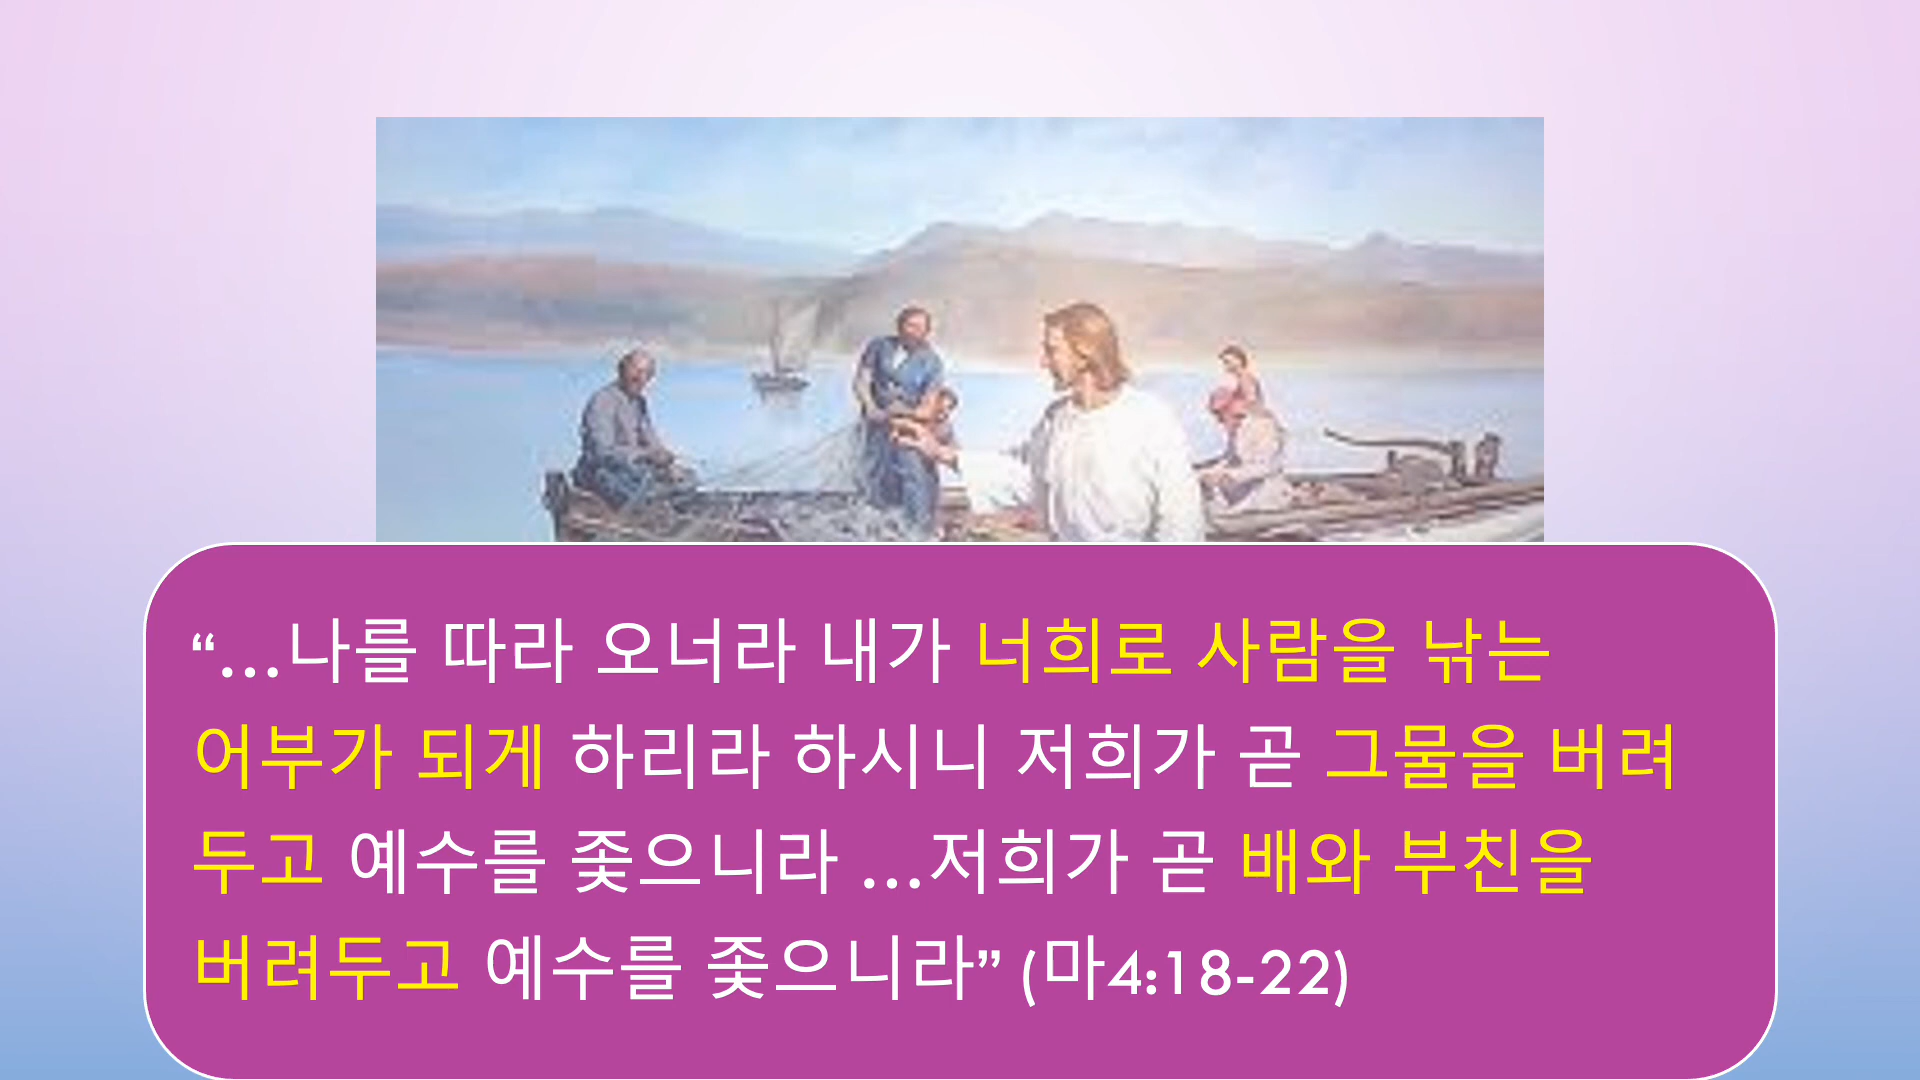 “…나를 따라 오너라 내가 너희로 사람을 낚는
어부가 되게 하리라 하시니 저희가 곧 그물을 버려
두고 예수를 좇으니라 …저희가 곧 배와 부친을
버려두고 예수를 좇으니라” (마4:18-22)